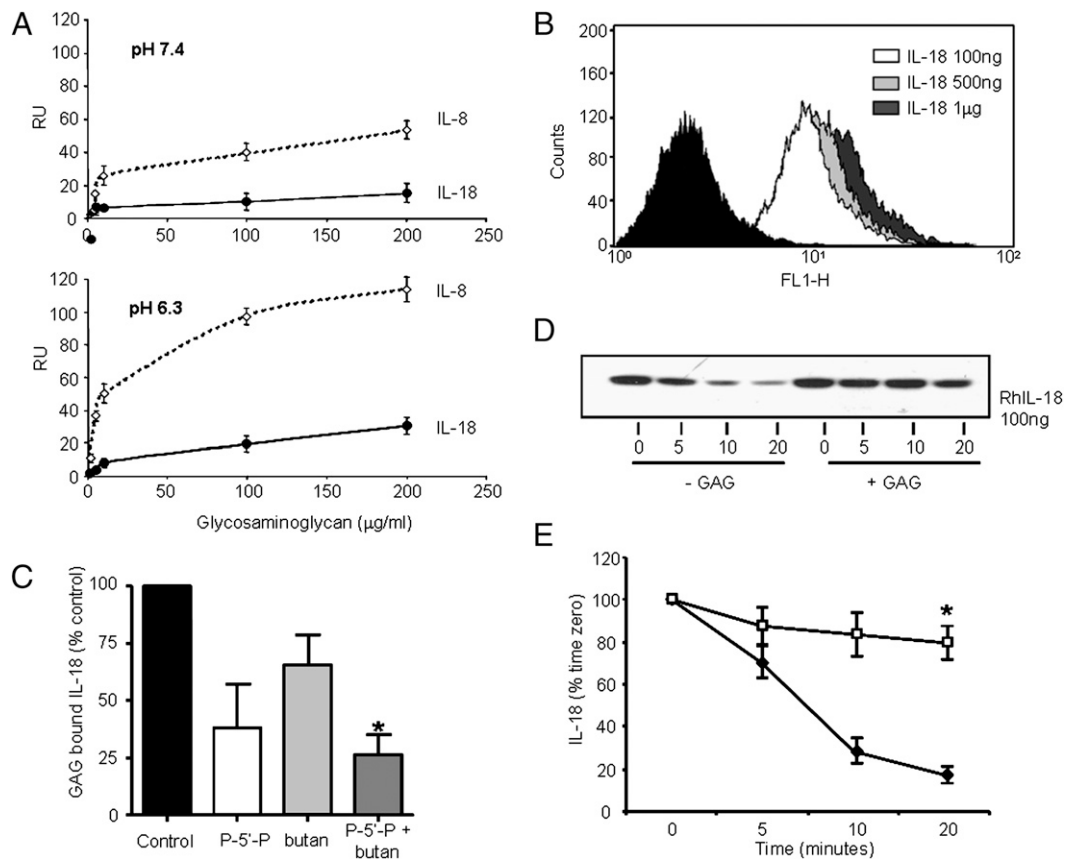 A
pH 7.4
RU
120
100
80
60
40
20
0
IL-8
IL-18
0 50 100 150 200 250
pH 6.3
RU
120
100
80
60
40
20
0
IL-8
IL-18
0 50 100 150 200 250
Glycosaminoglycan (µg/ml)
B
Counts
200
160
120
80
40
0
IL-18 100ng
IL-18 500ng
IL-18 1µg
10⁰ 10¹ 10²
FL1-H
D
RhIL-18
100ng
0 5 10 20 0 5 10 20
- GAG + GAG
C
GAG bound IL-18 (% control)
100
75
50
25
0
*
Control P-5'-P butan P-5'-P +
butan
E
IL-18 (% time zero)
120
100
80
60
40
20
0
*
0 5 10 20
Time (minutes)